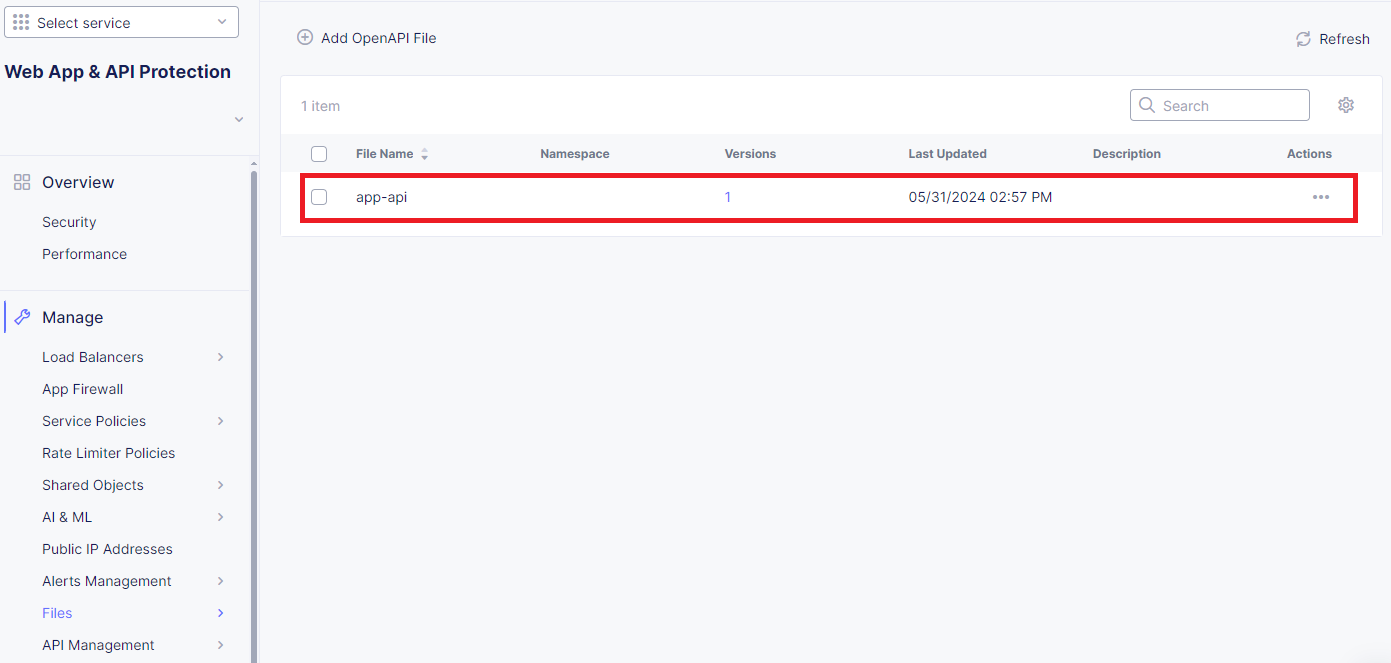 Select service
Web App & API Protection
Overview
Security
Performance
Manage
Load Balancers
App Firewall
Service Policies
Rate Limiter Policies
Shared Objects
AI & ML
Public IP Addresses
Alerts Management
Files
API Management
Add OpenAPI File
Refresh
1 item
Search
File Name Namespace Versions Last Updated Description Actions
app-api 1 05/31/2024 02:57 PM